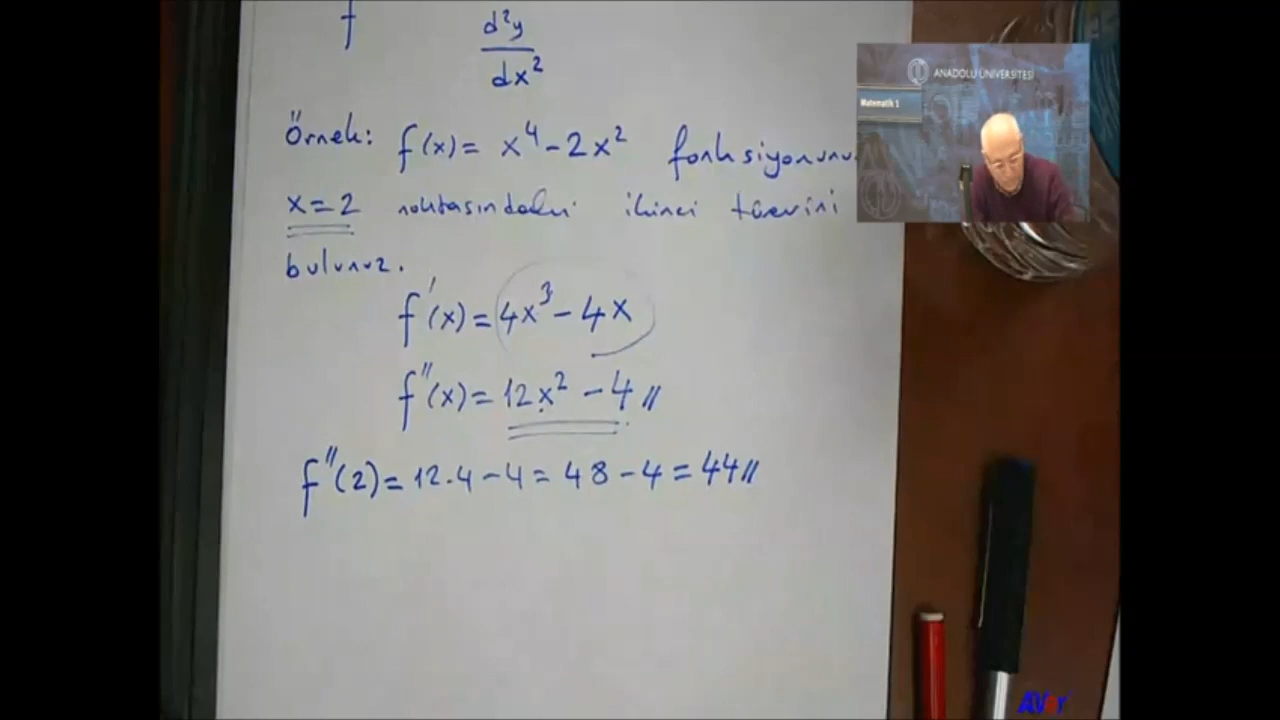 f
d²y
dx²
Örnek: f(x) = x⁴ - 2x² fonksiyonunu
x=2 noktasındaki ikinci türevini
bulunuz.
f'(x) = 4x³ - 4x
f''(x) = 12x² - 4 //
f''(2) = 12.4 - 4 = 48 - 4 = 44 //
ANADOLU ÜNİVERSİTESİ
Matematik 1